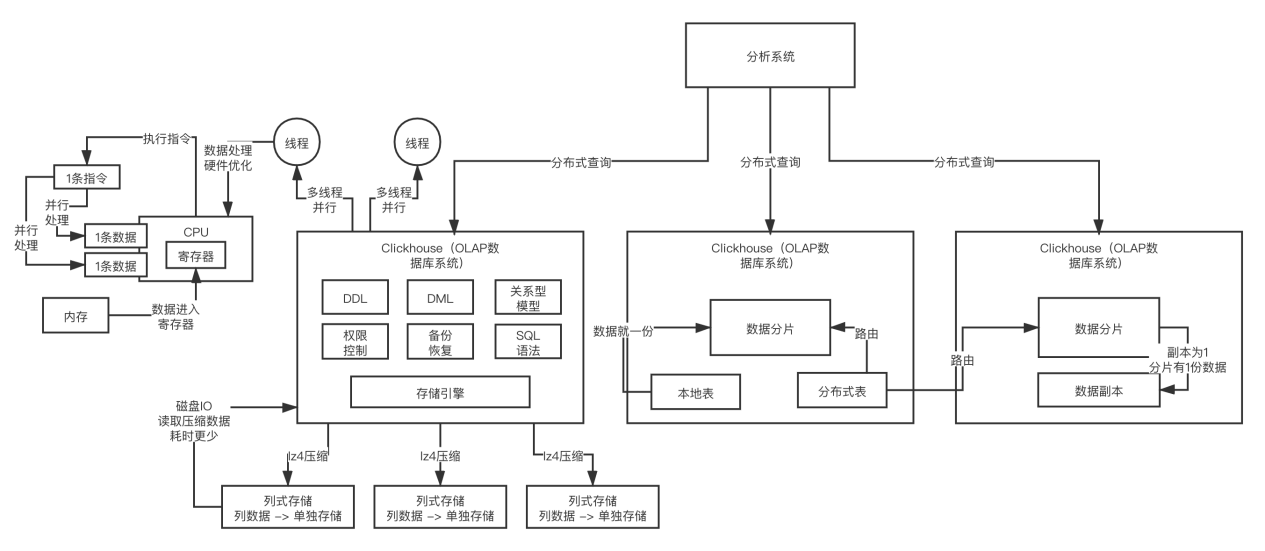 分析系统
分布式查询
分布式查询
分布式查询
线程
线程
执行指令
数据处理
硬件优化
1条指令
多线程
并行
多线程
并行
并行
处理
并行
处理
1条数据
1条数据
CPU
寄存器
内存
数据进入
寄存器
Clickhouse（OLAP数
据库系统）
DDL
DML
关系型
模型
权限
控制
备份
恢复
SQL
语法
存储引擎
Clickhouse（OLAP数
据库系统）
数据就一份
数据分片
路由
本地表
分布式表
Clickhouse（OLAP数
据库系统）
路由
数据分片
副本为1
分片有1份数据
数据副本
磁盘IO
读取压缩数据
耗时更少
lz4压缩
lz4压缩
lz4压缩
列式存储
列数据 -> 单独存储
列式存储
列数据 -> 单独存储
列式存储
列数据 -> 单独存储